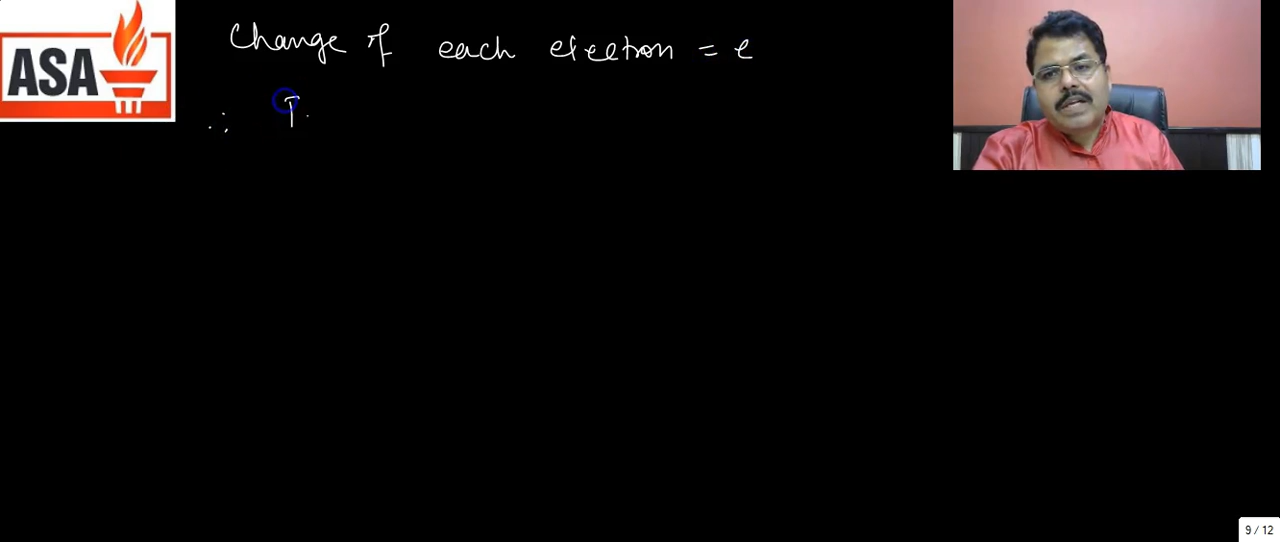 ASA
Change of each electron = e
∴ T
9 / 12